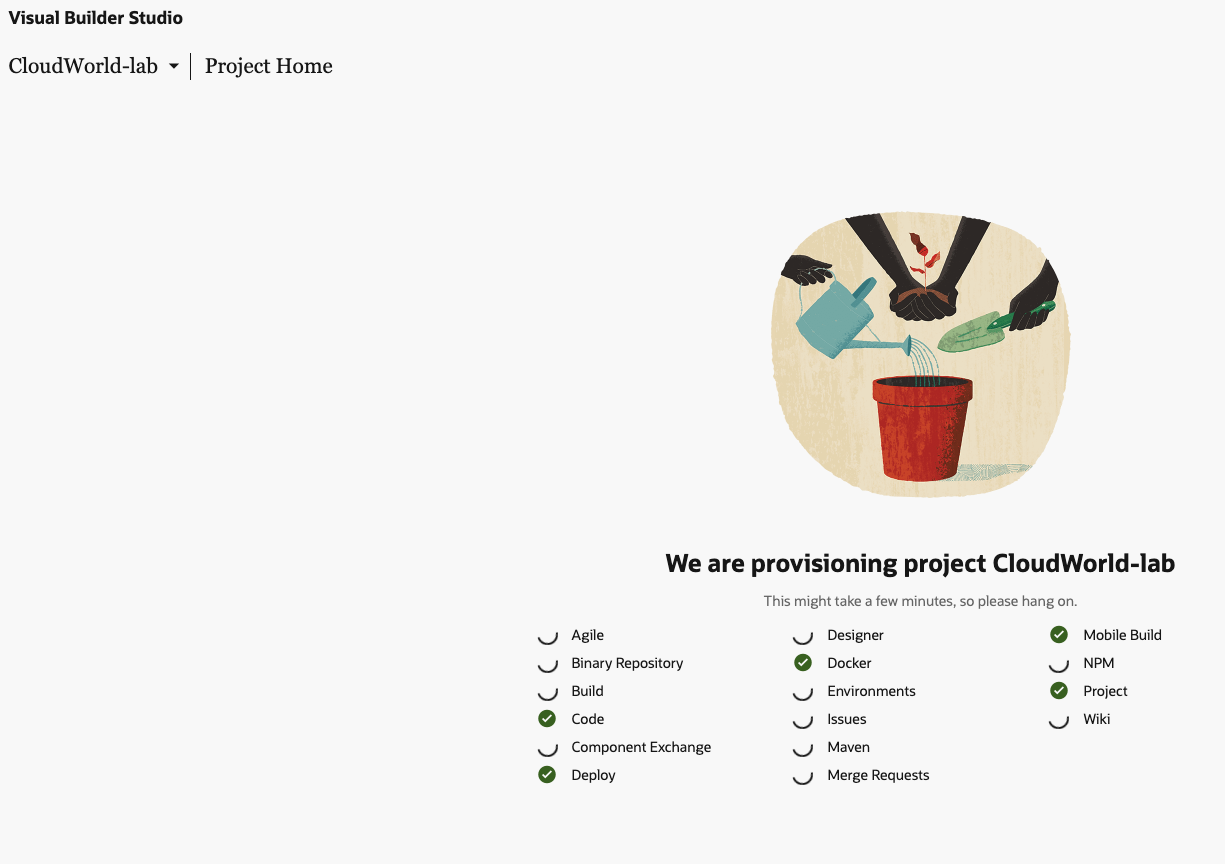 Visual Builder Studio
CloudWorld-lab Project Home
We are provisioning project CloudWorld-lab
This might take a few minutes, so please hang on.
Agile
Binary Repository
Build
Code
Component Exchange
Deploy
Designer
Docker
Environments
Issues
Maven
Merge Requests
Mobile Build
NPM
Project
Wiki